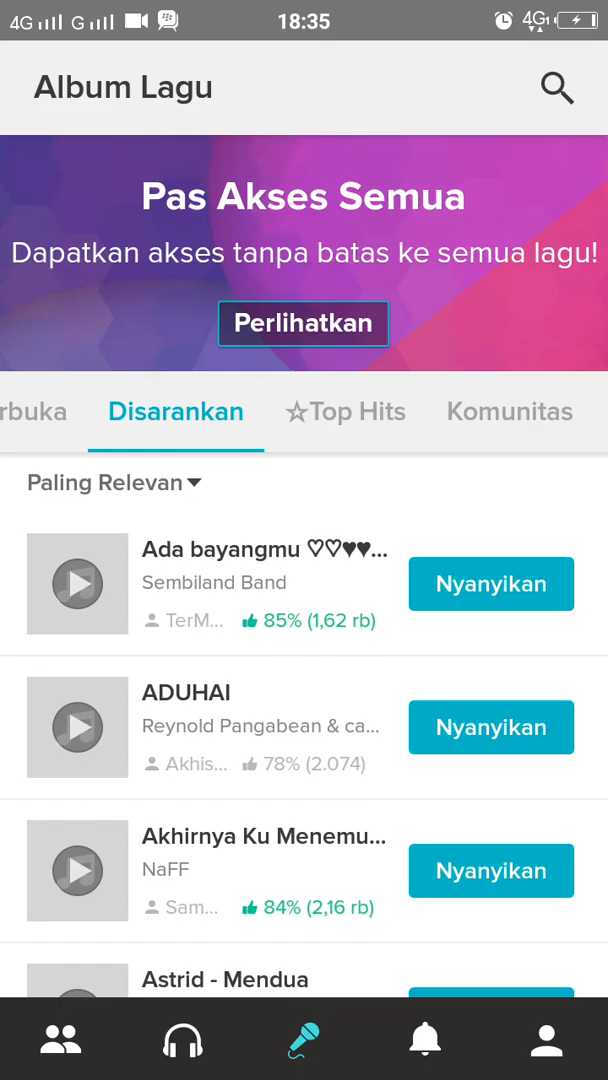 4G G 18:35 4G
Album Lagu
Pas Akses Semua
Dapatkan akses tanpa batas ke semua lagu!
Perlihatkan
rbuka Disarankan ☆Top Hits Komunitas
Paling Relevan
Ada bayangmu ♡♡♥♥...
Sembiland Band
TerM... 85% (1,62 rb)
Nyanyikan
ADUHAI
Reynold Pangabean & ca...
Akhis... 78% (2.074)
Nyanyikan
Akhirnya Ku Menemu...
NaFF
Sam... 84% (2,16 rb)
Nyanyikan
Astrid - Mendua